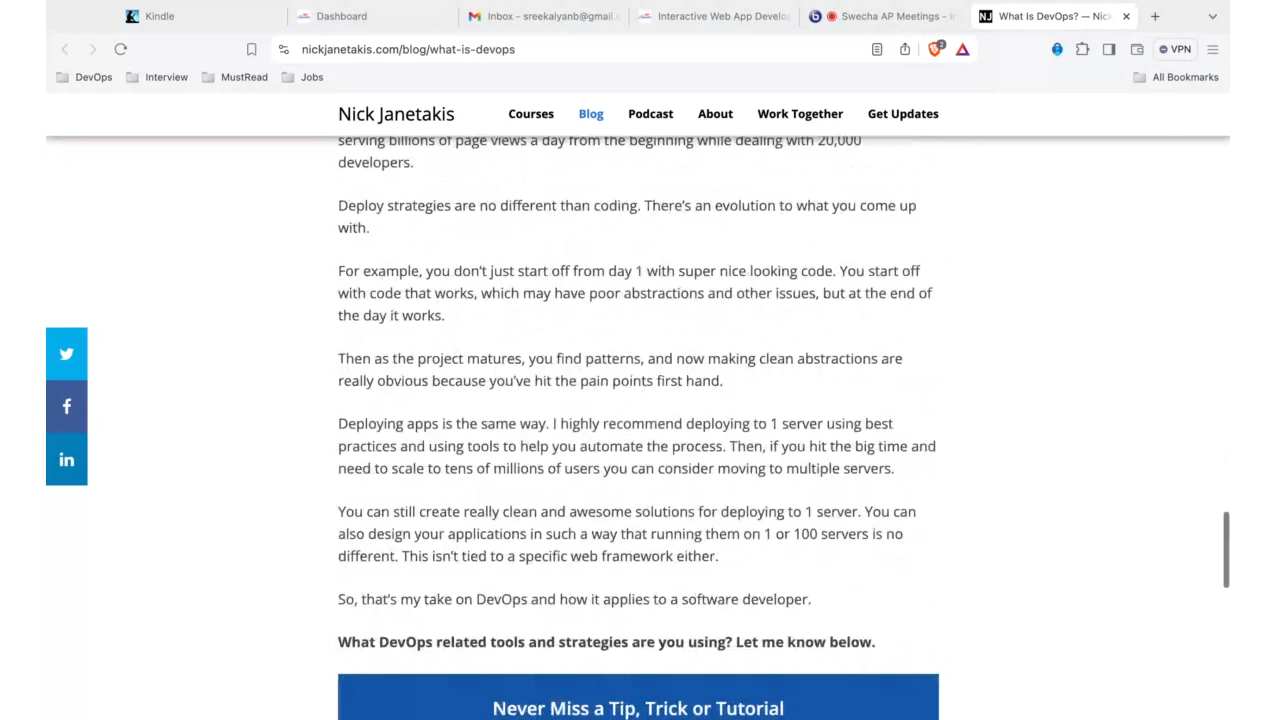 Kindle
Dashboard
Inbox - sreekalyanb@gmail.c
Interactive Web App Develo
Swecha AP Meetings - I
NJ What Is DevOps? — Nick
nickjanetakis.com/blog/what-is-devops
2
VPN
DevOps
Interview
MustRead
Jobs
All Bookmarks
Nick Janetakis
Courses
Blog
Podcast
About
Work Together
Get Updates
serving billions of page views a day from the beginning while dealing with 20,000
developers.
Deploy strategies are no different than coding. There’s an evolution to what you come up
with.
For example, you don’t just start off from day 1 with super nice looking code. You start off
with code that works, which may have poor abstractions and other issues, but at the end of
the day it works.
Then as the project matures, you find patterns, and now making clean abstractions are
really obvious because you’ve hit the pain points first hand.
Deploying apps is the same way. I highly recommend deploying to 1 server using best
practices and using tools to help you automate the process. Then, if you hit the big time and
need to scale to tens of millions of users you can consider moving to multiple servers.
You can still create really clean and awesome solutions for deploying to 1 server. You can
also design your applications in such a way that running them on 1 or 100 servers is no
different. This isn’t tied to a specific web framework either.
So, that’s my take on DevOps and how it applies to a software developer.
What DevOps related tools and strategies are you using? Let me know below.
Never Miss a Tip, Trick or Tutorial